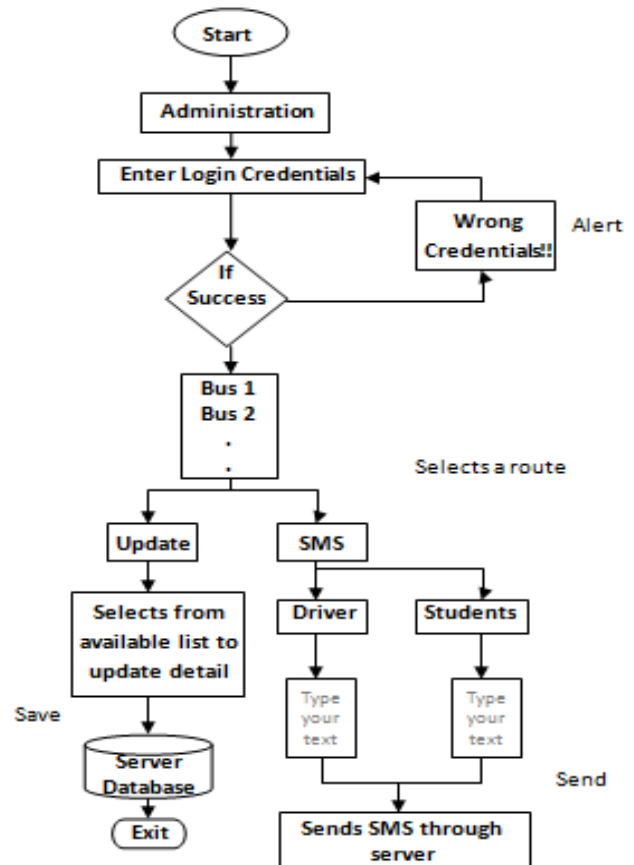 Start
Administration
Enter Login Credentials
Wrong
Credentials!!
Alert
If
Success
Bus 1
Bus 2
.
.
Selects a route
Update
SMS
Selects from
available list to
update detail
Driver
Students
Type
your
text
Type
your
text
Save
Server
Database
Send
Exit
Sends SMS through
server